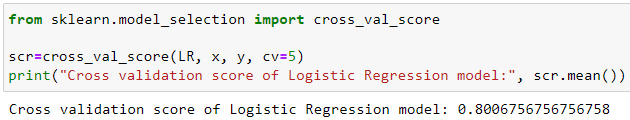 from sklearn.model_selection import cross_val_score
scr=cross_val_score(LR, x, y, cv=5)
print("Cross validation score of Logistic Regression model:", scr.mean())
Cross validation score of Logistic Regression model: 0.8006756756756758